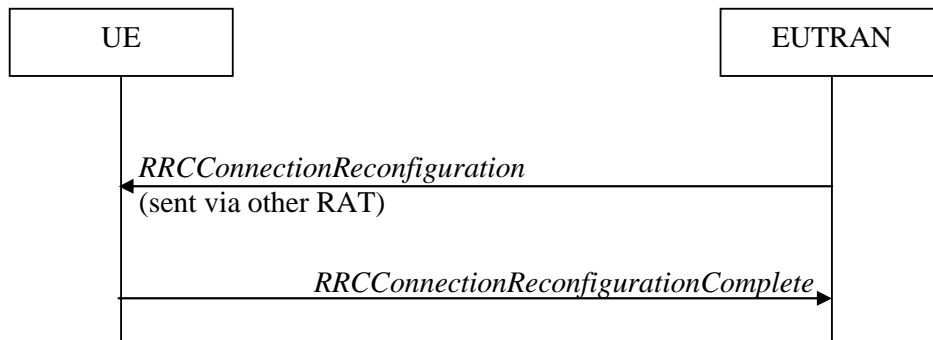 UE
EUTRAN
RRCConnectionReconfiguration
(sent via other RAT)
RRCConnectionReconfigurationComplete